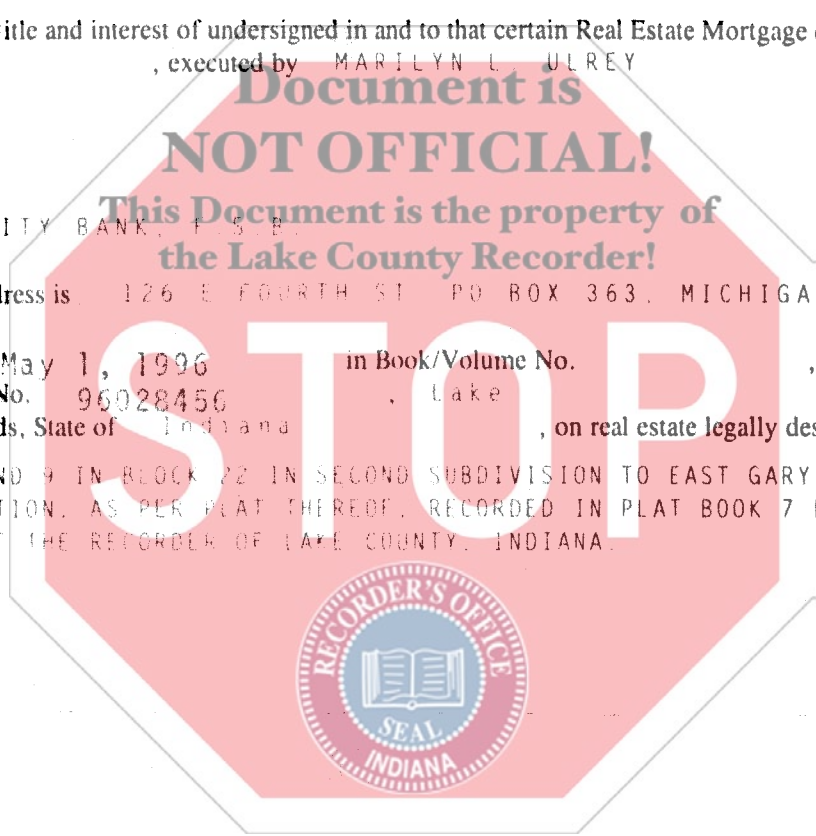 itle and interest of undersigned in and to that certain Real Estate Mortgage
, executed by MARILYN L. ULREY
Document is
NOT OFFICIAL!
This Document is the property of
the Lake County Recorder!
ITY BANK, F.S.B.
ress is 126 E FOURTH ST PO BOX 363, MICHIGA
STOP
May 1, 1996 in Book/Volume No. ,
No. 96028456 , Lake
ds, State of Indiana , on real estate legally des
ND 9 IN BLOCK 22 IN SECOND SUBDIVISION TO EAST GARY
TION, AS PER PLAT THEREOF, RECORDED IN PLAT BOOK 7
THE RECORDER OF LAKE COUNTY, INDIANA.
RECORDER'S OFFICE
SEAL
INDIANA